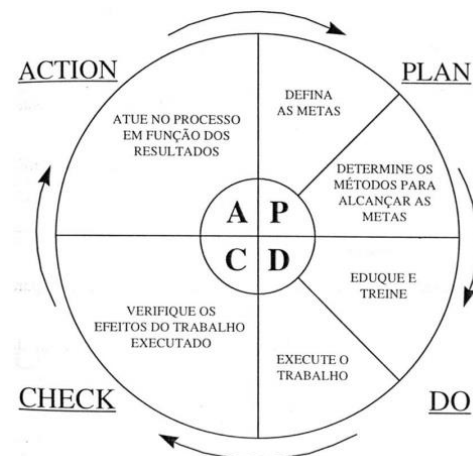 ACTION
PLAN
DEFINA
AS METAS
ATUE NO PROCESSO
EM FUNÇÃO DOS
RESULTADOS
DETERMINE OS
MÉTODOS PARA
ALCANÇAR AS
METAS
A P
C D
EDUQUE E
TREINE
VERIFIQUE OS
EFEITOS DO TRABALHO
EXECUTADO
EXECUTE O
TRABALHO
CHECK
DO